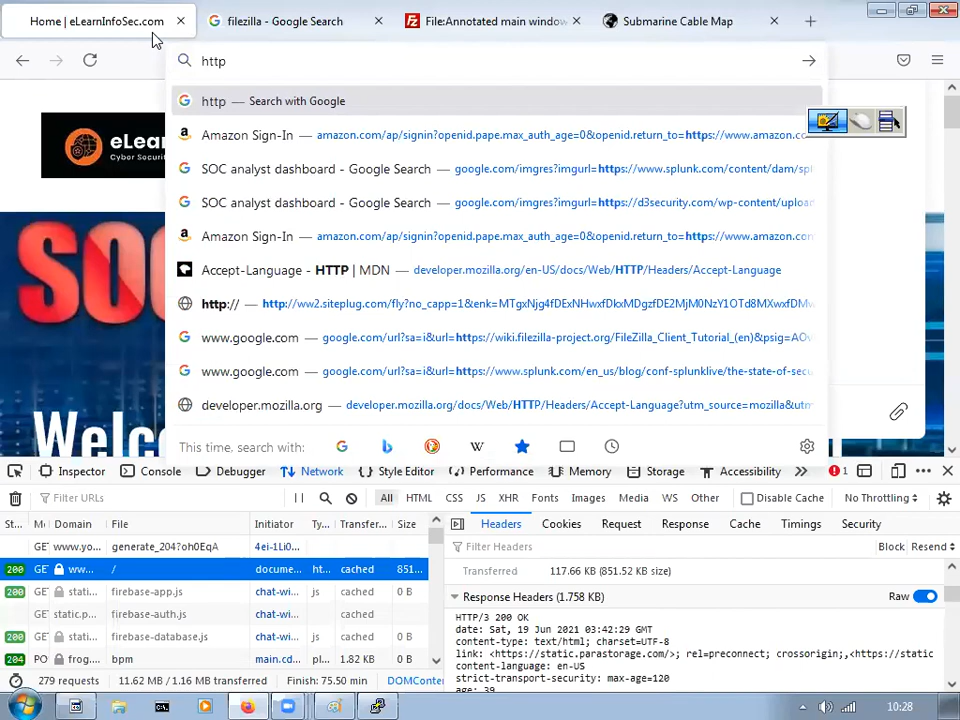 Home | eLearnInfoSec.com
filezilla - Google Search
File:Annotated main window
Submarine Cable Map
http
http — Search with Google
Amazon Sign-In — amazon.com/ap/signin?openid.pape.max_auth_age=0&openid.return_to=https://www.amazon.co
SOC analyst dashboard - Google Search — google.com/imgres?imgurl=https://www.splunk.com/content/dam/spl
SOC analyst dashboard - Google Search — google.com/imgres?imgurl=https://d3security.com/wp-content/uploa
Amazon Sign-In — amazon.com/ap/signin?openid.pape.max_auth_age=0&openid.return_to=https://www.amazon.co
Accept-Language - HTTP | MDN — developer.mozilla.org/en-US/docs/Web/HTTP/Headers/Accept-Language
http:// —
www.google.com — google.com/url?sa=i&url=https://wiki.filezilla-project.org/FileZilla_Client_Tutorial_(en)&psig=AO
www.google.com — google.com/url?sa=i&url=https://www.splunk.com/en_us/blog/conf-splunklive/the-state-of-sec
developer.mozilla.org — developer.mozilla.org/docs/Web/HTTP/Headers/Accept-Language?utm_source=mozilla&utm
This time, search with:
eLear
Cyber Securit
SOC
Welc
Inspector Console Debugger Network Style Editor Performance Memory Storage Accessibility 1
Filter URLs All HTML CSS JS XHR Fonts Images Media WS Other Disable Cache No Throttling
St... M Domain File Initiator Ty... Transfer... Size
GET www.yo... generate_204?oh0EqA 4ei-1Li0...
200 GET ww... / docume... ht... cached 851...
200 GET stati... firebase-app.js chat-wi... js cached 0 B
GET static.p... firebase-auth.js chat-wi... cached 0 B
200 GET stati... firebase-database.js chat-wi... js cached 0 B
204 PO frog... bpm main.cd... pl... 1.82 KB 0 B
279 requests 11.62 MB / 1.16 MB transferred Finish: 75.50 min DOMConten
Headers Cookies Request Response Cache Timings Security
Filter Headers Block Resend
Transferred 117.66 KB (851.52 KB size)
Response Headers (1.758 KB) Raw
HTTP/3 200 OK
date: Sat, 19 Jun 2021 03:42:29 GMT
content-type: text/html; charset=UTF-8
link: <https://static.parastorage.com/>; rel=preconnect; crossorigin;,<https://static
content-language: en-US
strict-transport-security: max-age=120
age: 39
10:28